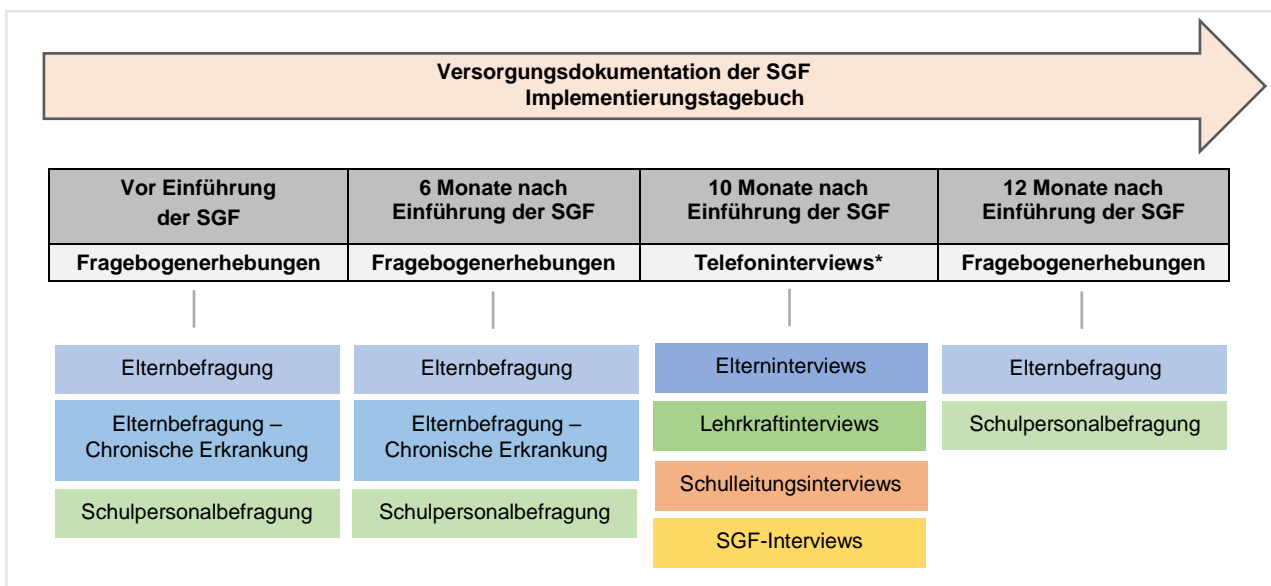 Versorgungsdokumentation der SGF
Implementierungstagebuch
Vor Einführung
der SGF
6 Monate nach
Einführung der SGF
10 Monate nach
Einführung der SGF
12 Monate nach
Einführung der SGF
Fragebogenerhebungen
Fragebogenerhebungen
Telefoninterviews*
Fragebogenerhebungen
Elternbefragung
Elternbefragung –
Chronische Erkrankung
Schulpersonalbefragung
Elternbefragung
Elternbefragung –
Chronische Erkrankung
Schulpersonalbefragung
Elterninterviews
Lehrkraftinterviews
Schulleitungsinterviews
SGF-Interviews
Elternbefragung
Schulpersonalbefragung